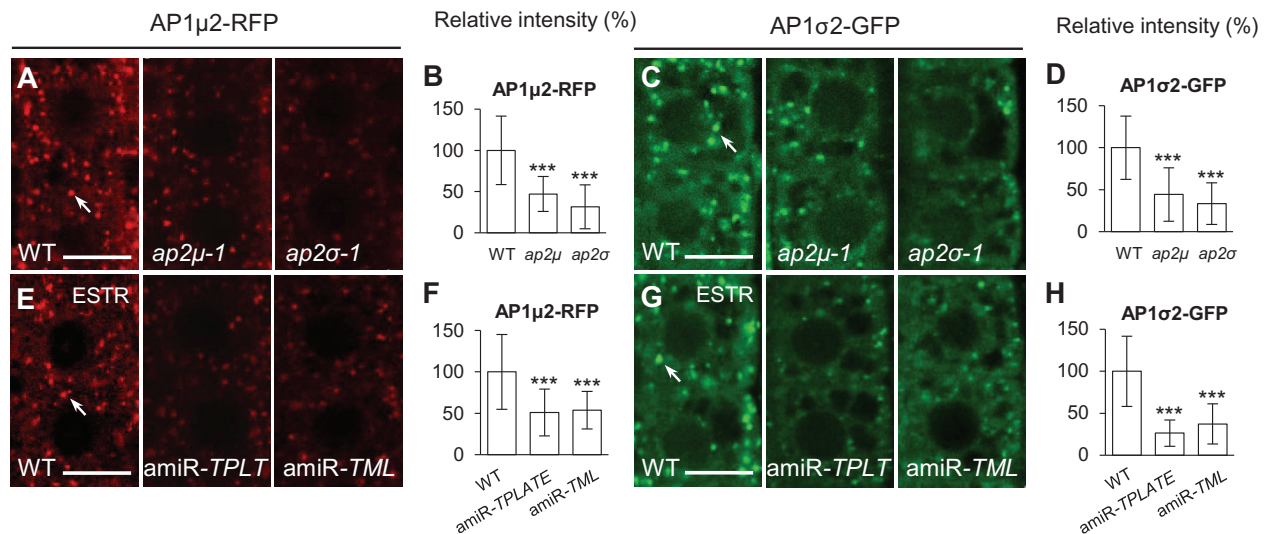 AP1μ2-RFP
Relative intensity (%)
AP1σ2-GFP
Relative intensity (%)
A
WT
ap2μ-1
ap2σ-1
B
AP1μ2-RFP
150
100
50
0
WT ap2μ ap2σ
***
***
C
WT
ap2μ-1
ap2σ-1
D
AP1σ2-GFP
150
100
50
0
WT ap2μ ap2σ
***
***
E
ESTR
WT
amiR-TPLT
amiR-TML
F
AP1μ2-RFP
150
100
50
0
WT
amiR-TPLATE
amiR-TML
***
***
G
ESTR
WT
amiR-TPLT
amiR-TML
H
AP1σ2-GFP
150
100
50
0
WT
amiR-TPLATE
amiR-TML
***
***